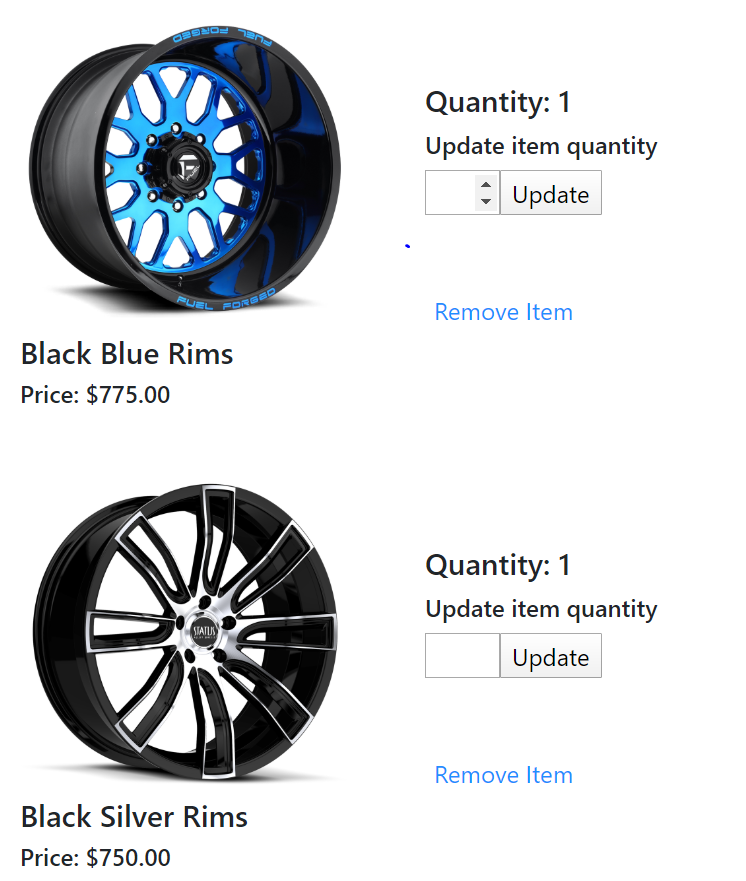 FUEL FORGED
Quantity: 1
Update item quantity
Update
FUEL FORGED
Remove Item
Black Blue Rims
Price: $775.00
STATUS
Quantity: 1
Update item quantity
Update
Remove Item
Black Silver Rims
Price: $750.00